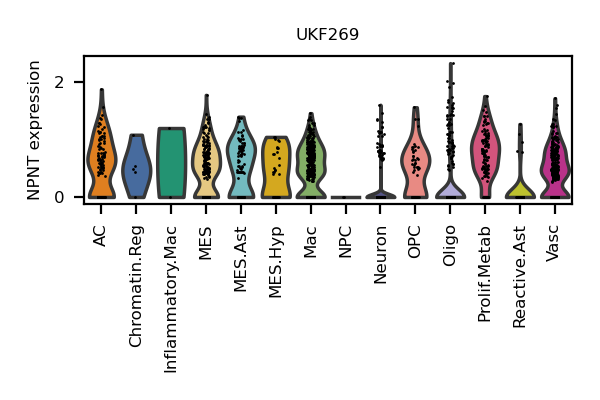 UKF269
NPNT expression
2
0
AC
Chromatin.Reg
Inflammatory.Mac
MES
MES.Ast
MES.Hyp
Mac
NPC
Neuron
OPC
Oligo
Prolif.Metab
Reactive.Ast
Vasc